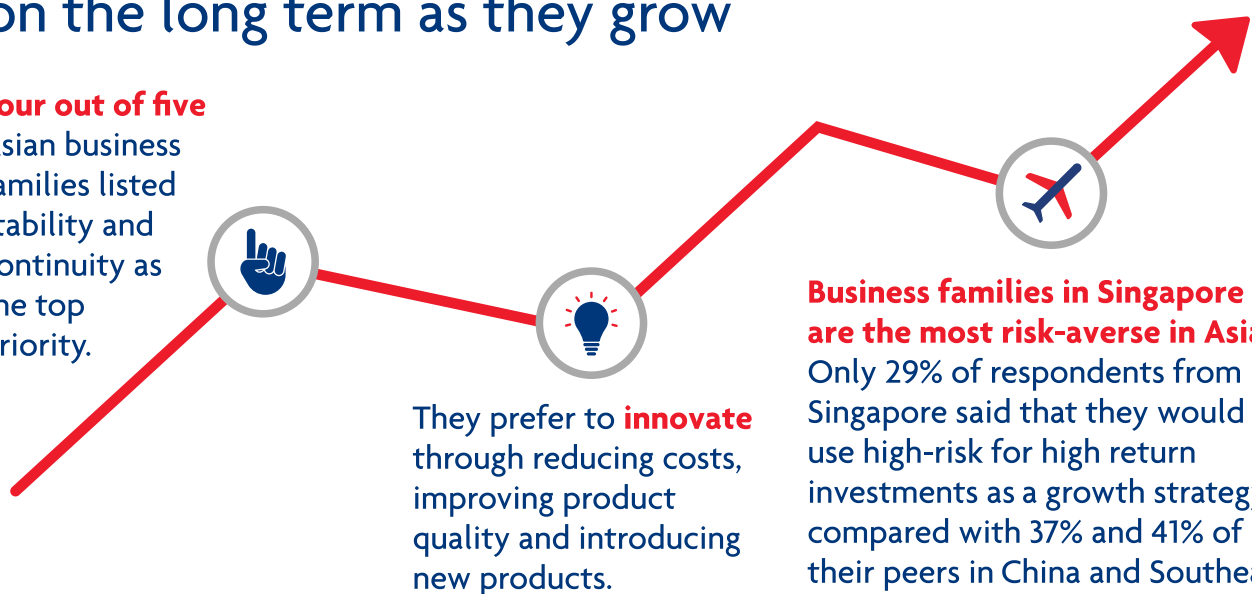 on the long term as they grow
our out of five
sian business
amilies listed
tability and
ontinuity as
he top
riority.
They prefer to innovate
through reducing costs,
improving product
quality and introducing
new products.
Business families in Singapore
are the most risk-averse in Asia
Only 29% of respondents from
Singapore said that they would
use high-risk for high return
investments as a growth strategy
compared with 37% and 41% of
their peers in China and Southea